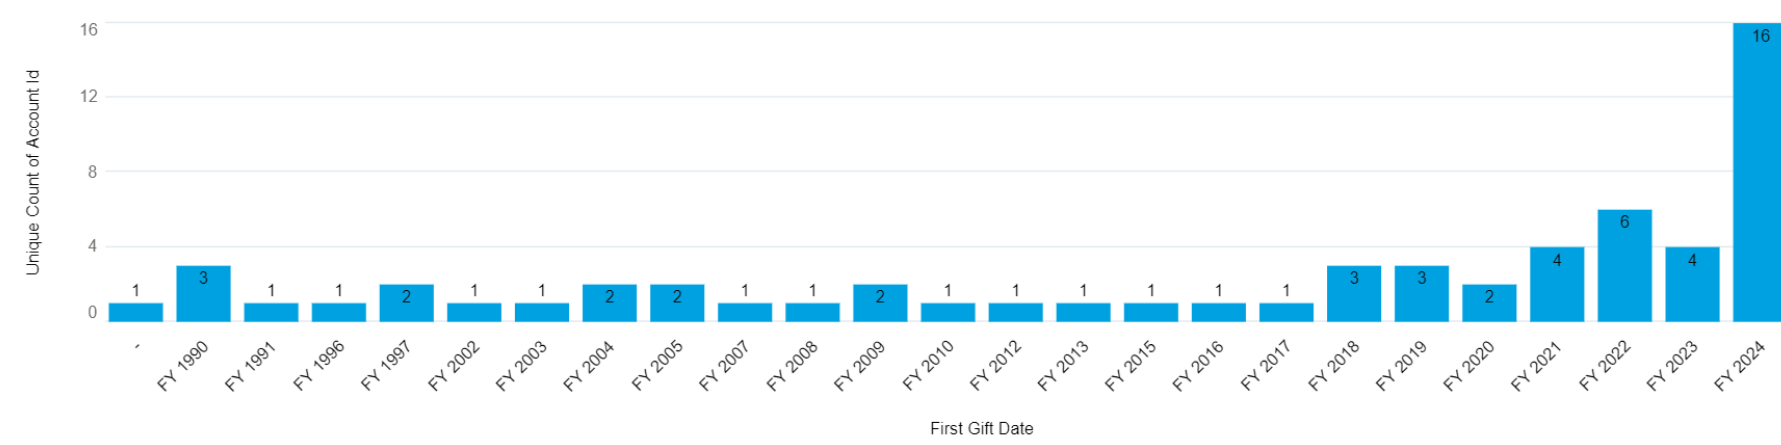 Unique Count of Account Id
16
12
8
4
0
1
3
1
1
2
1
1
2
2
1
1
2
1
1
1
1
1
1
3
3
2
4
6
4
16
-
FY 1990
FY 1991
FY 1996
FY 1997
FY 2002
FY 2003
FY 2004
FY 2005
FY 2007
FY 2008
FY 2009
FY 2010
FY 2012
FY 2013
FY 2015
FY 2016
FY 2017
FY 2018
FY 2019
FY 2020
FY 2021
FY 2022
FY 2023
FY 2024
First Gift Date